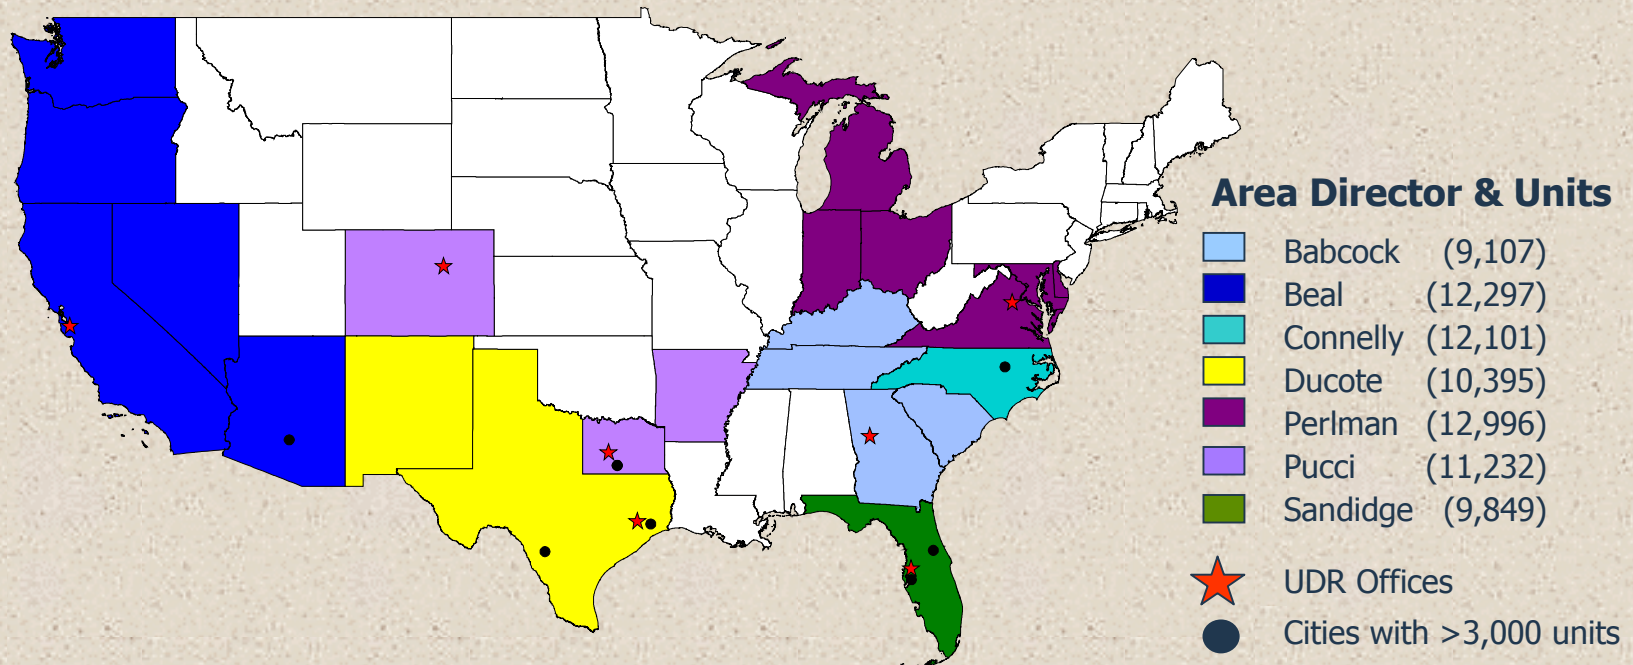 Area Director & Units
Babcock (9,107)
Beal (12,297)
Connelly (12,101)
Ducote (10,395)
Perlman (12,996)
Pucci (11,232)
Sandidge (9,849)
UDR Offices
Cities with >3,000 units